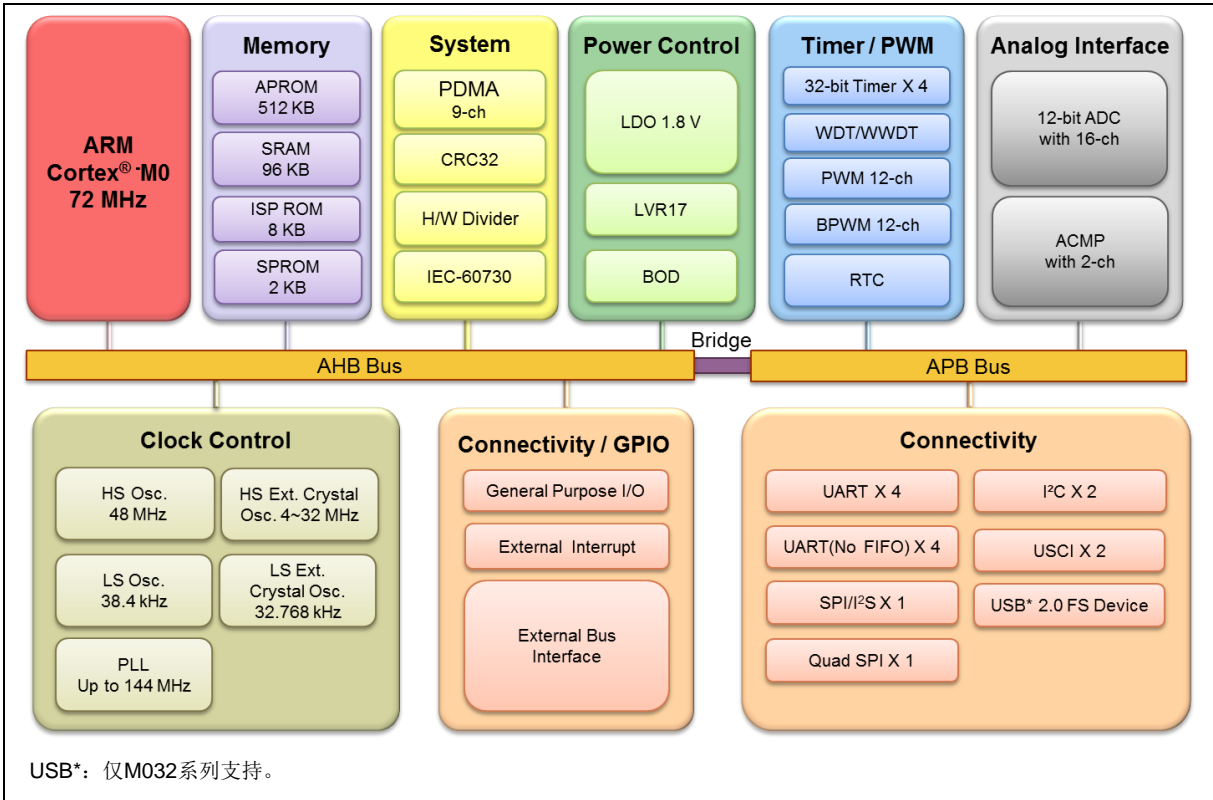 ARM
Cortex®-M0
72 MHz
Memory
APROM
512 KB
SRAM
96 KB
ISP ROM
8 KB
SPROM
2 KB
System
PDMA
9-ch
CRC32
H/W Divider
IEC-60730
Power Control
LDO 1.8 V
LVR17
BOD
Timer / PWM
32-bit Timer X 4
WDT/WWDT
PWM 12-ch
BPWM 12-ch
RTC
Analog Interface
12-bit ADC
with 16-ch
ACMP
with 2-ch
AHB Bus
Bridge
APB Bus
Clock Control
HS Osc.
48 MHz
HS Ext. Crystal
Osc. 4~32 MHz
LS Osc.
38.4 kHz
LS Ext.
Crystal Osc.
32.768 kHz
PLL
Up to 144 MHz
Connectivity / GPIO
General Purpose I/O
External Interrupt
External Bus
Interface
Connectivity
UART X 4
I²C X 2
UART(No FIFO) X 4
USCI X 2
SPI/I²S X 1
USB* 2.0 FS Device
Quad SPI X 1
USB*：仅M032系列支持。